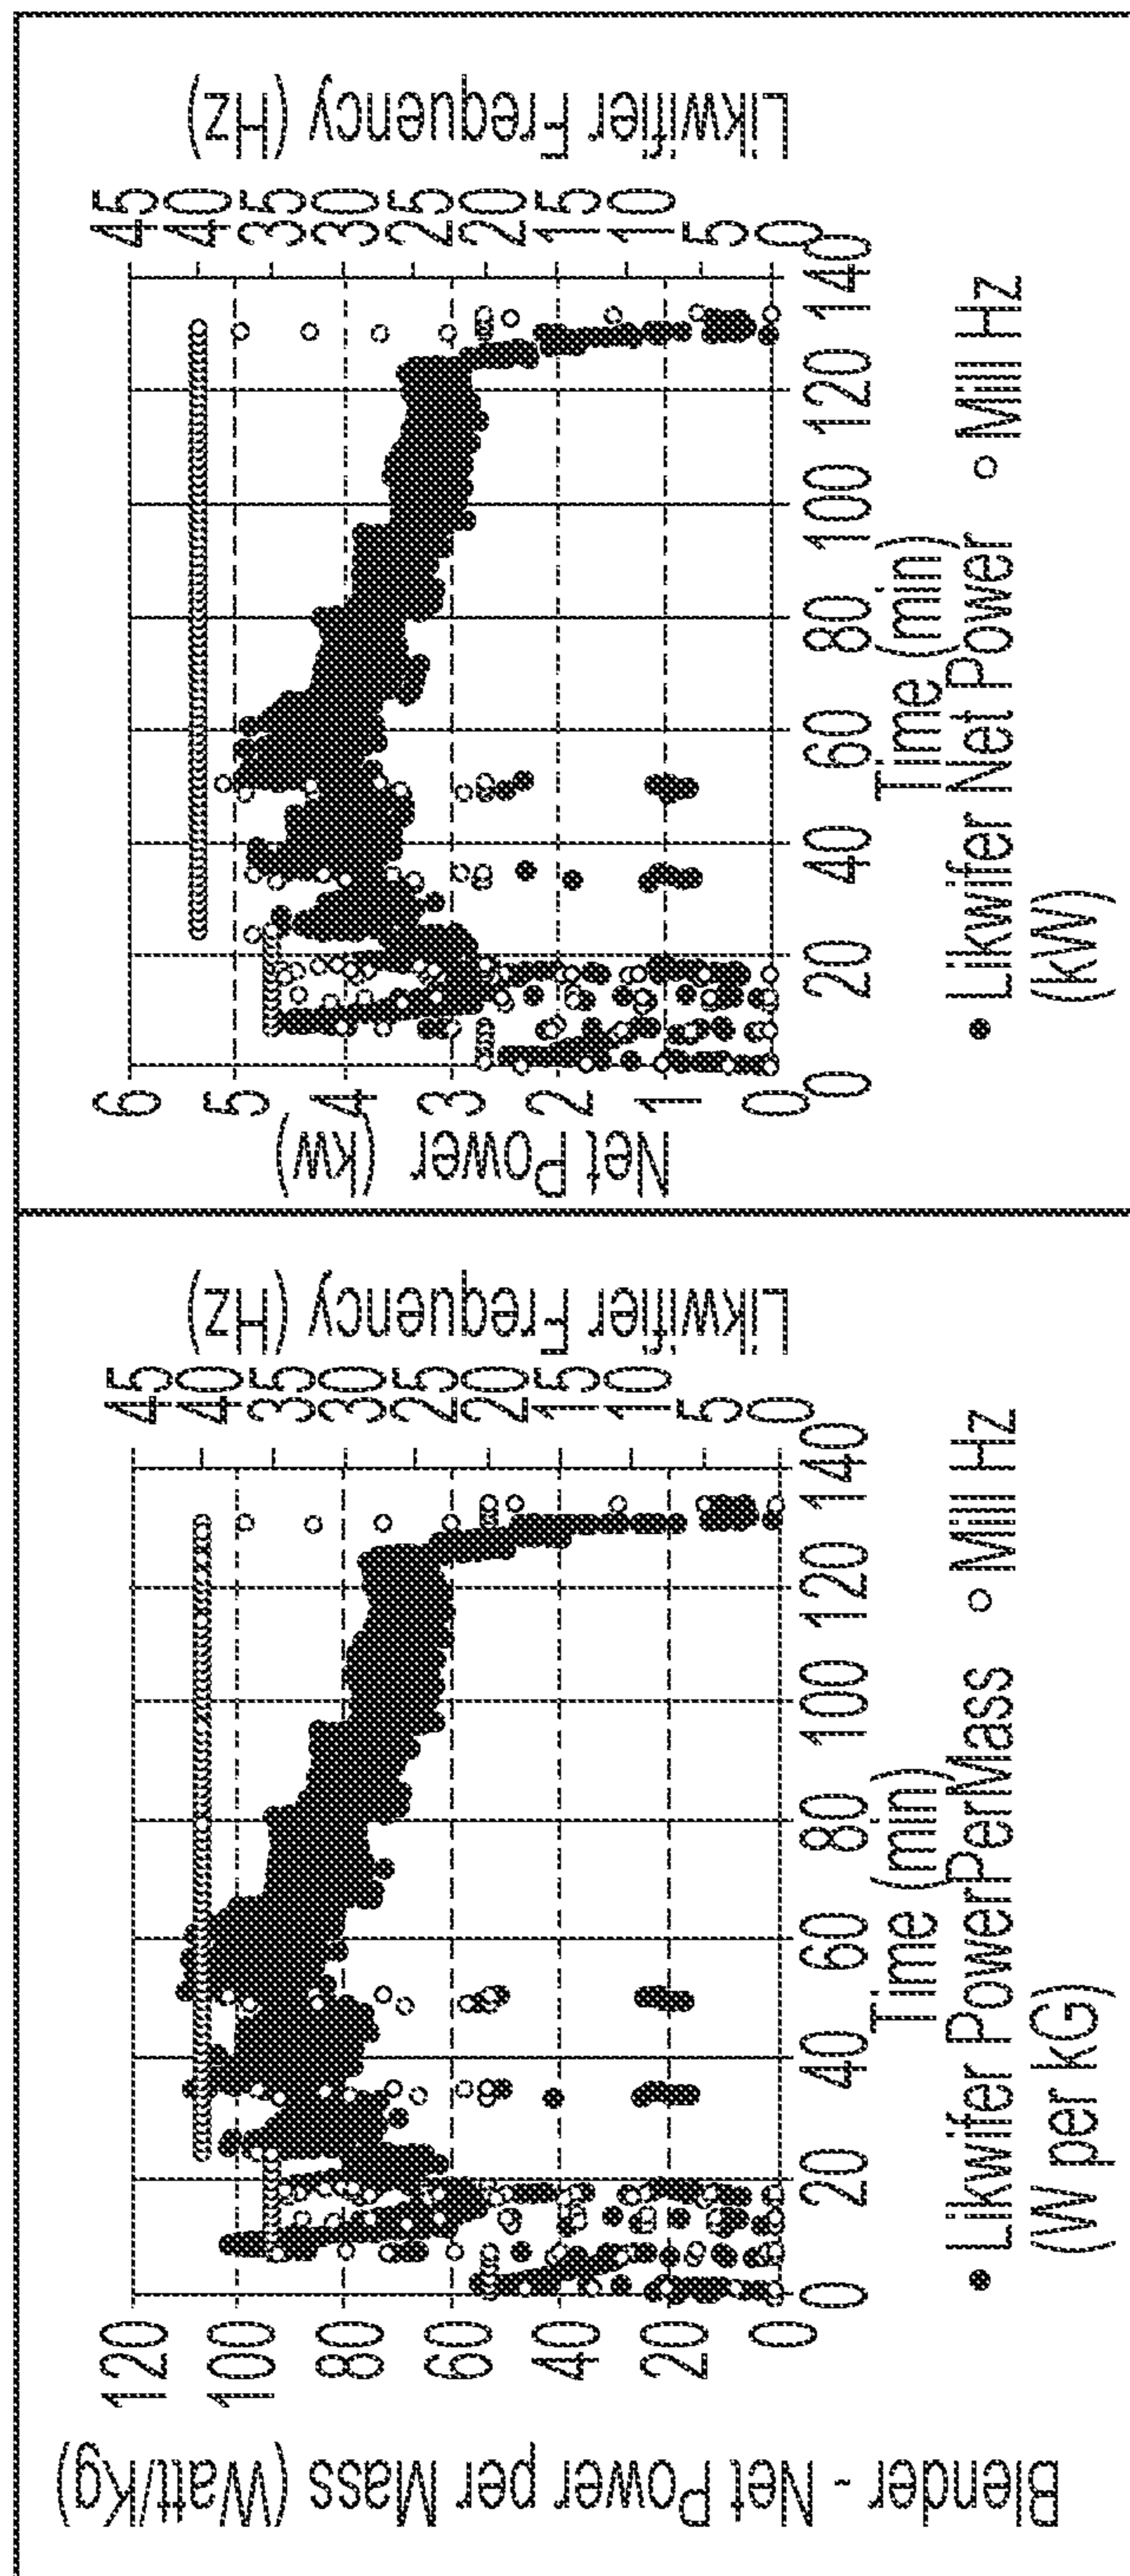 Blender - Net Power per Mass (Watt/Kg)
120
100
80
60
40
20
0
Likwifier Frequency (Hz)
45
40
35
30
25
20
15
10
5
0
0 20 40 60 80 100 120 140
Time (min)
● Likwifer PowerPerMass ○ Mill Hz
(W per kG)
Net Power (kw)
6
5
4
3
2
1
0
Likwifier Frequency (Hz)
45
40
35
30
25
20
15
10
5
0
0 20 40 60 80 100 120 140
Time (min)
● Likwifer Net Power ○ Mill Hz
(kW)